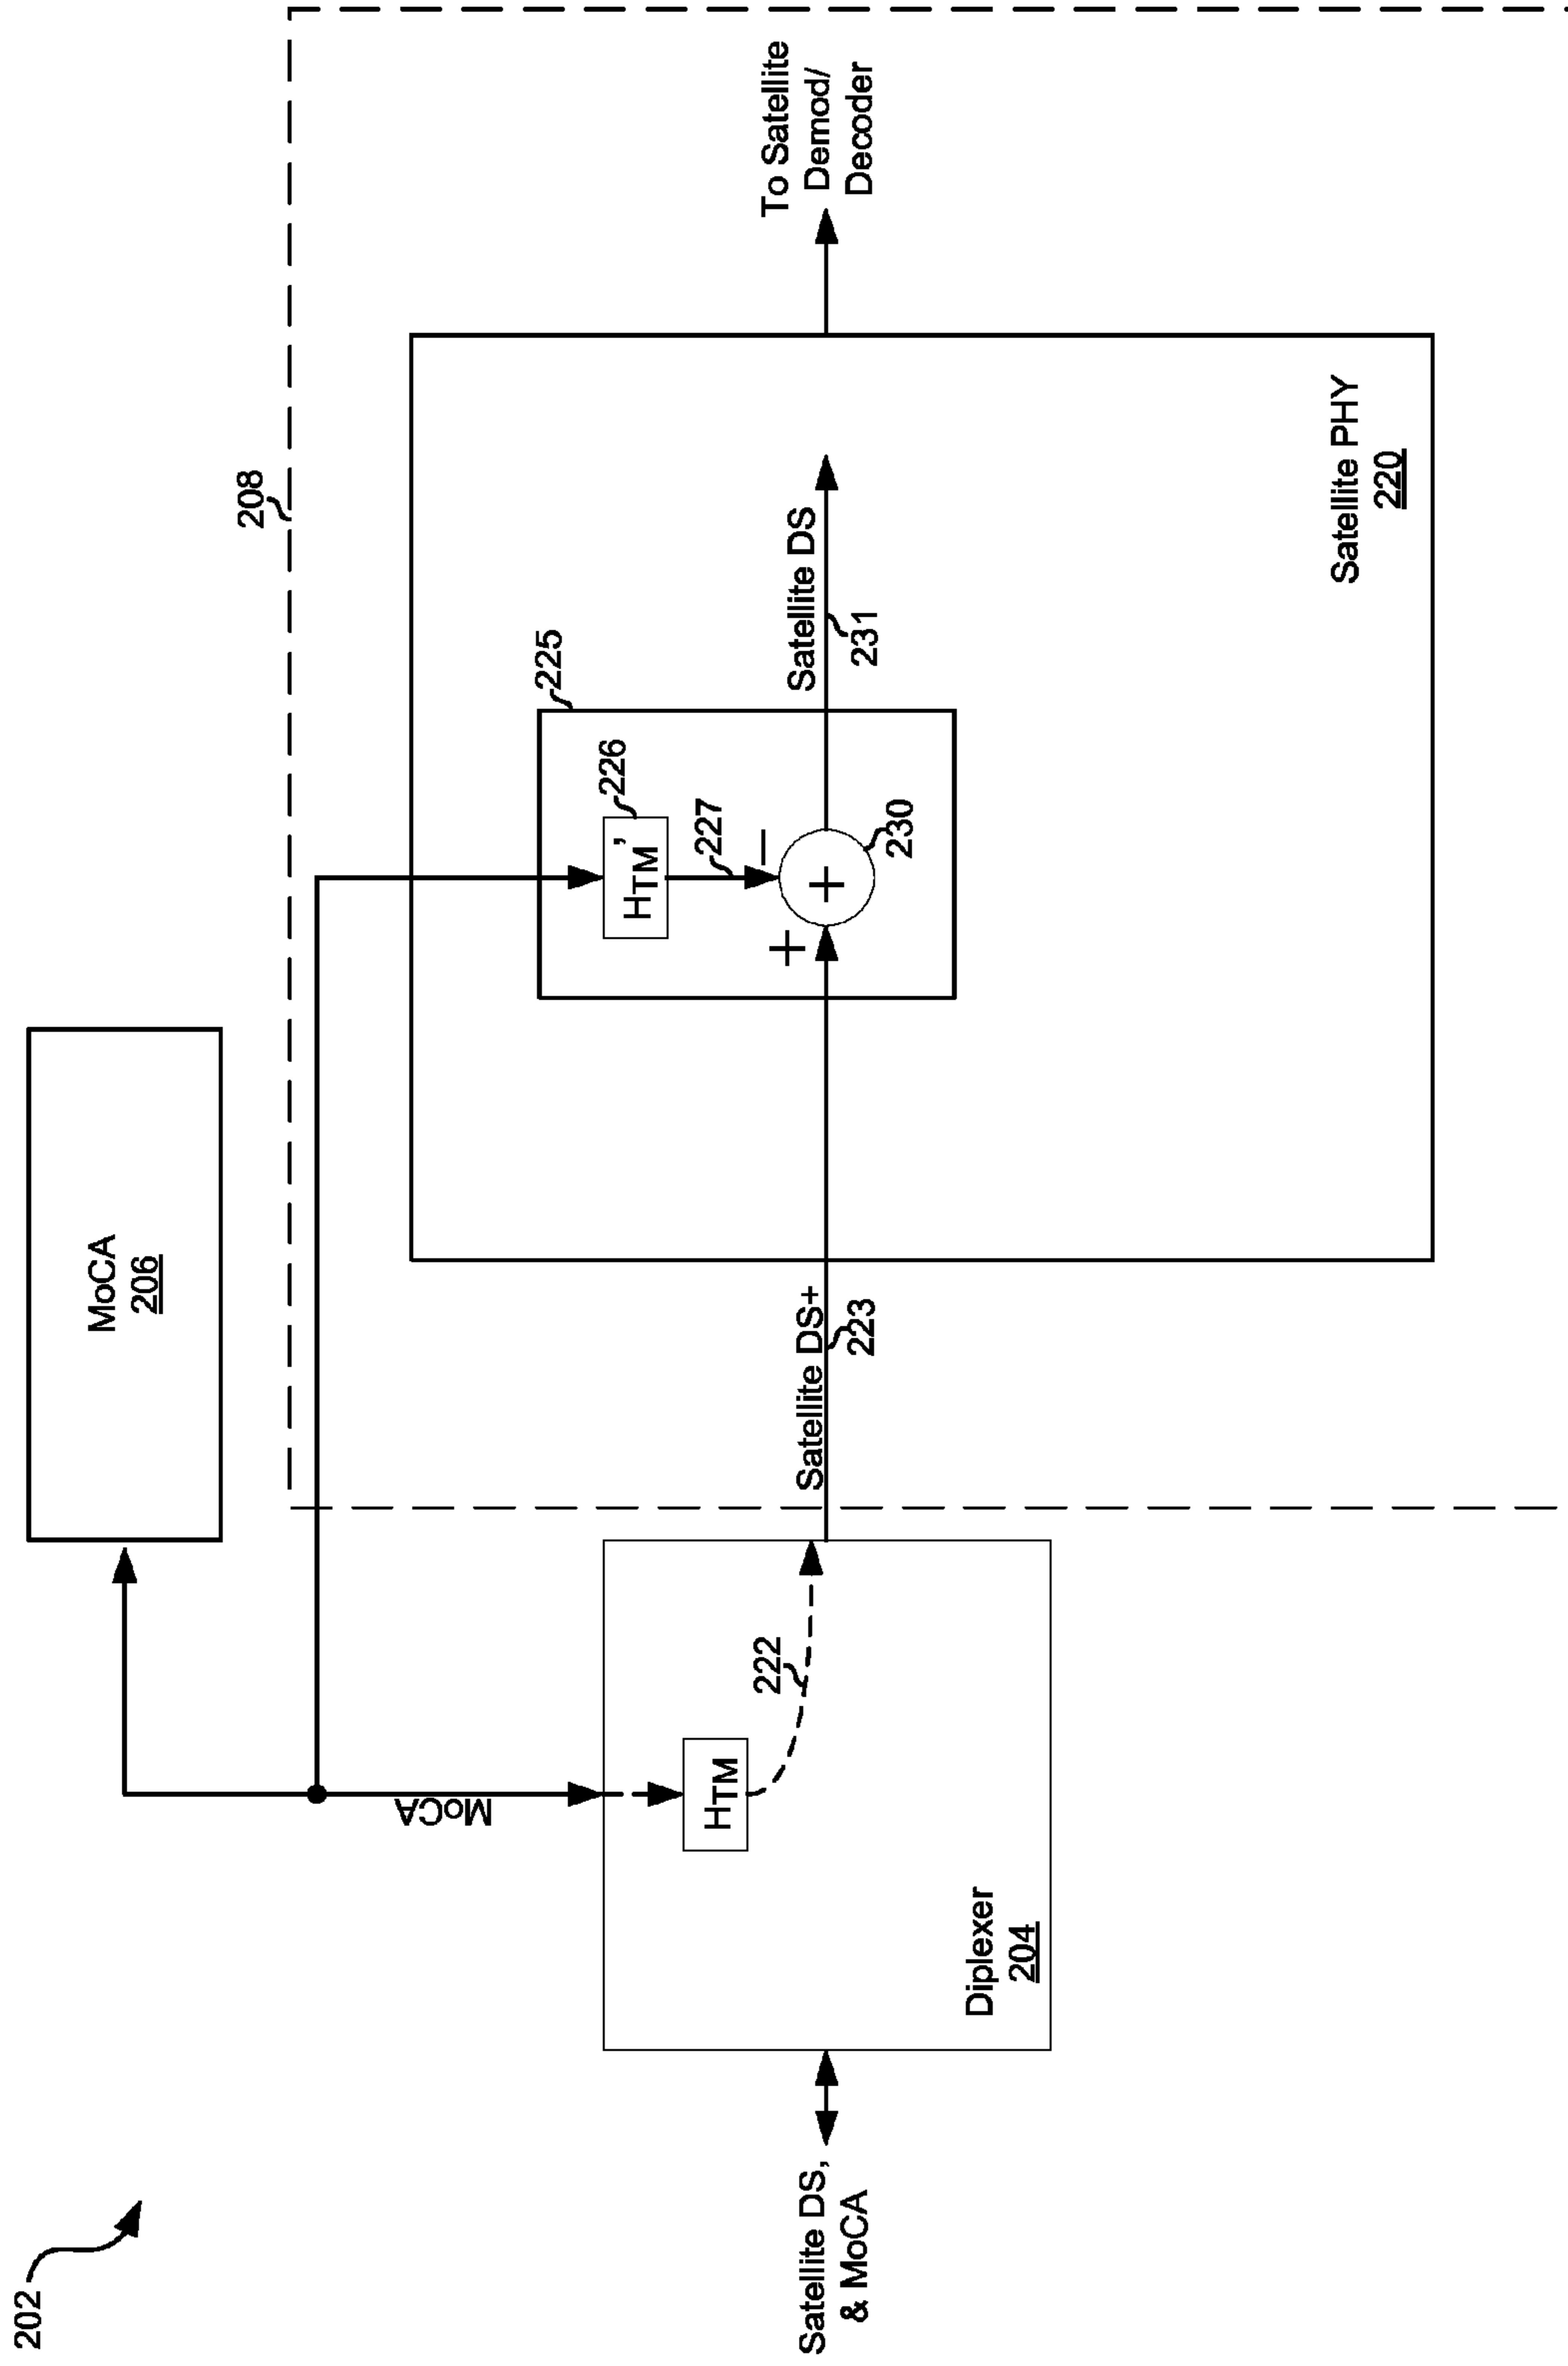 202
MoCA
206
208
MoCA
Satellite DS,
& MoCA
Diplexer
204
HTM
222
Satellite DS+
223
225
HTM'
226
227
+
−
+
230
Satellite DS
231
Satellite PHY
220
To Satellite
Demod/
Decoder